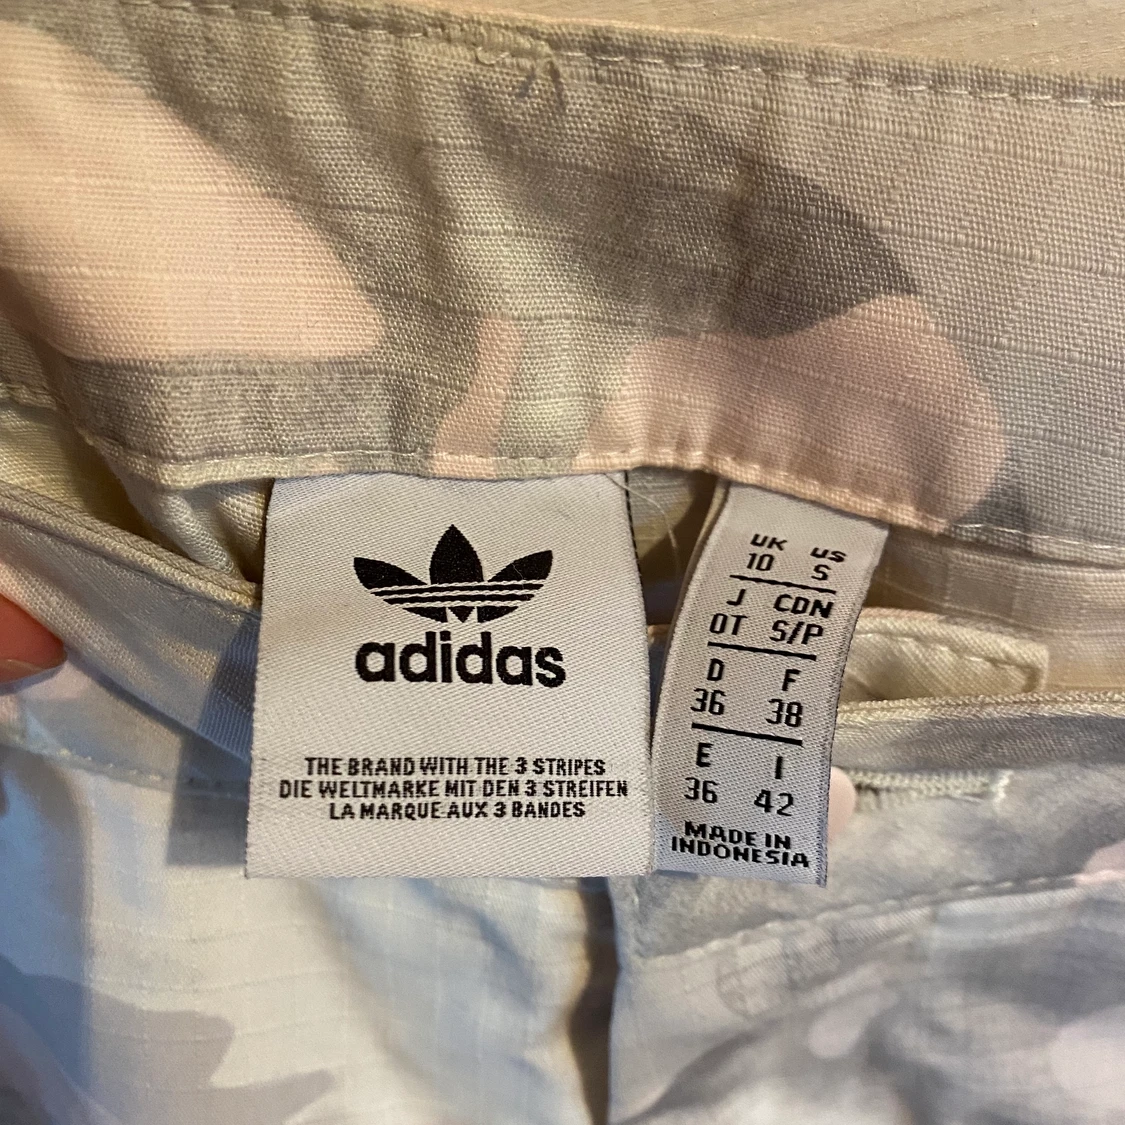 adidas
THE BRAND WITH THE 3 STRIPES
DIE WELTMARKE MIT DEN 3 STREIFEN
LA MARQUE AUX 3 BANDES
UK US
10 S
J CDN
OT S/P
D F
36 38
E I
36 42
MADE IN
INDONESIA